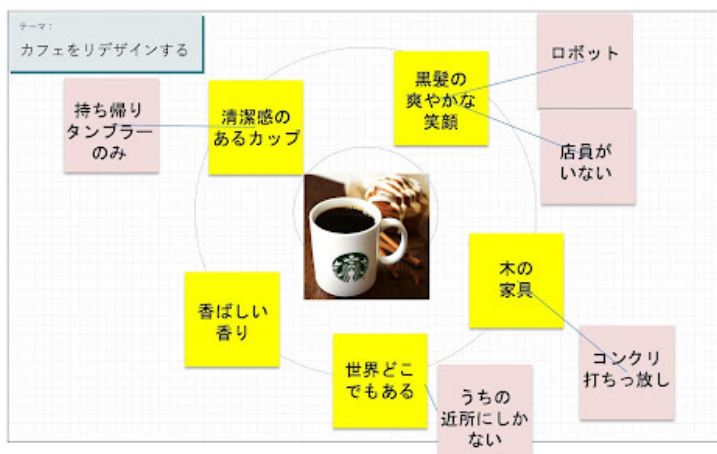 テーマ：
カフェをリデザインする
ロボット
黒髪の
爽やかな
笑顔
持ち帰り
タンブラー
のみ
清潔感の
あるカップ
店員が
いない
木の
家具
香ばしい
香り
世界どこ
でもある
コンクリ
打ちっ放し
うちの
近所にしか
ない